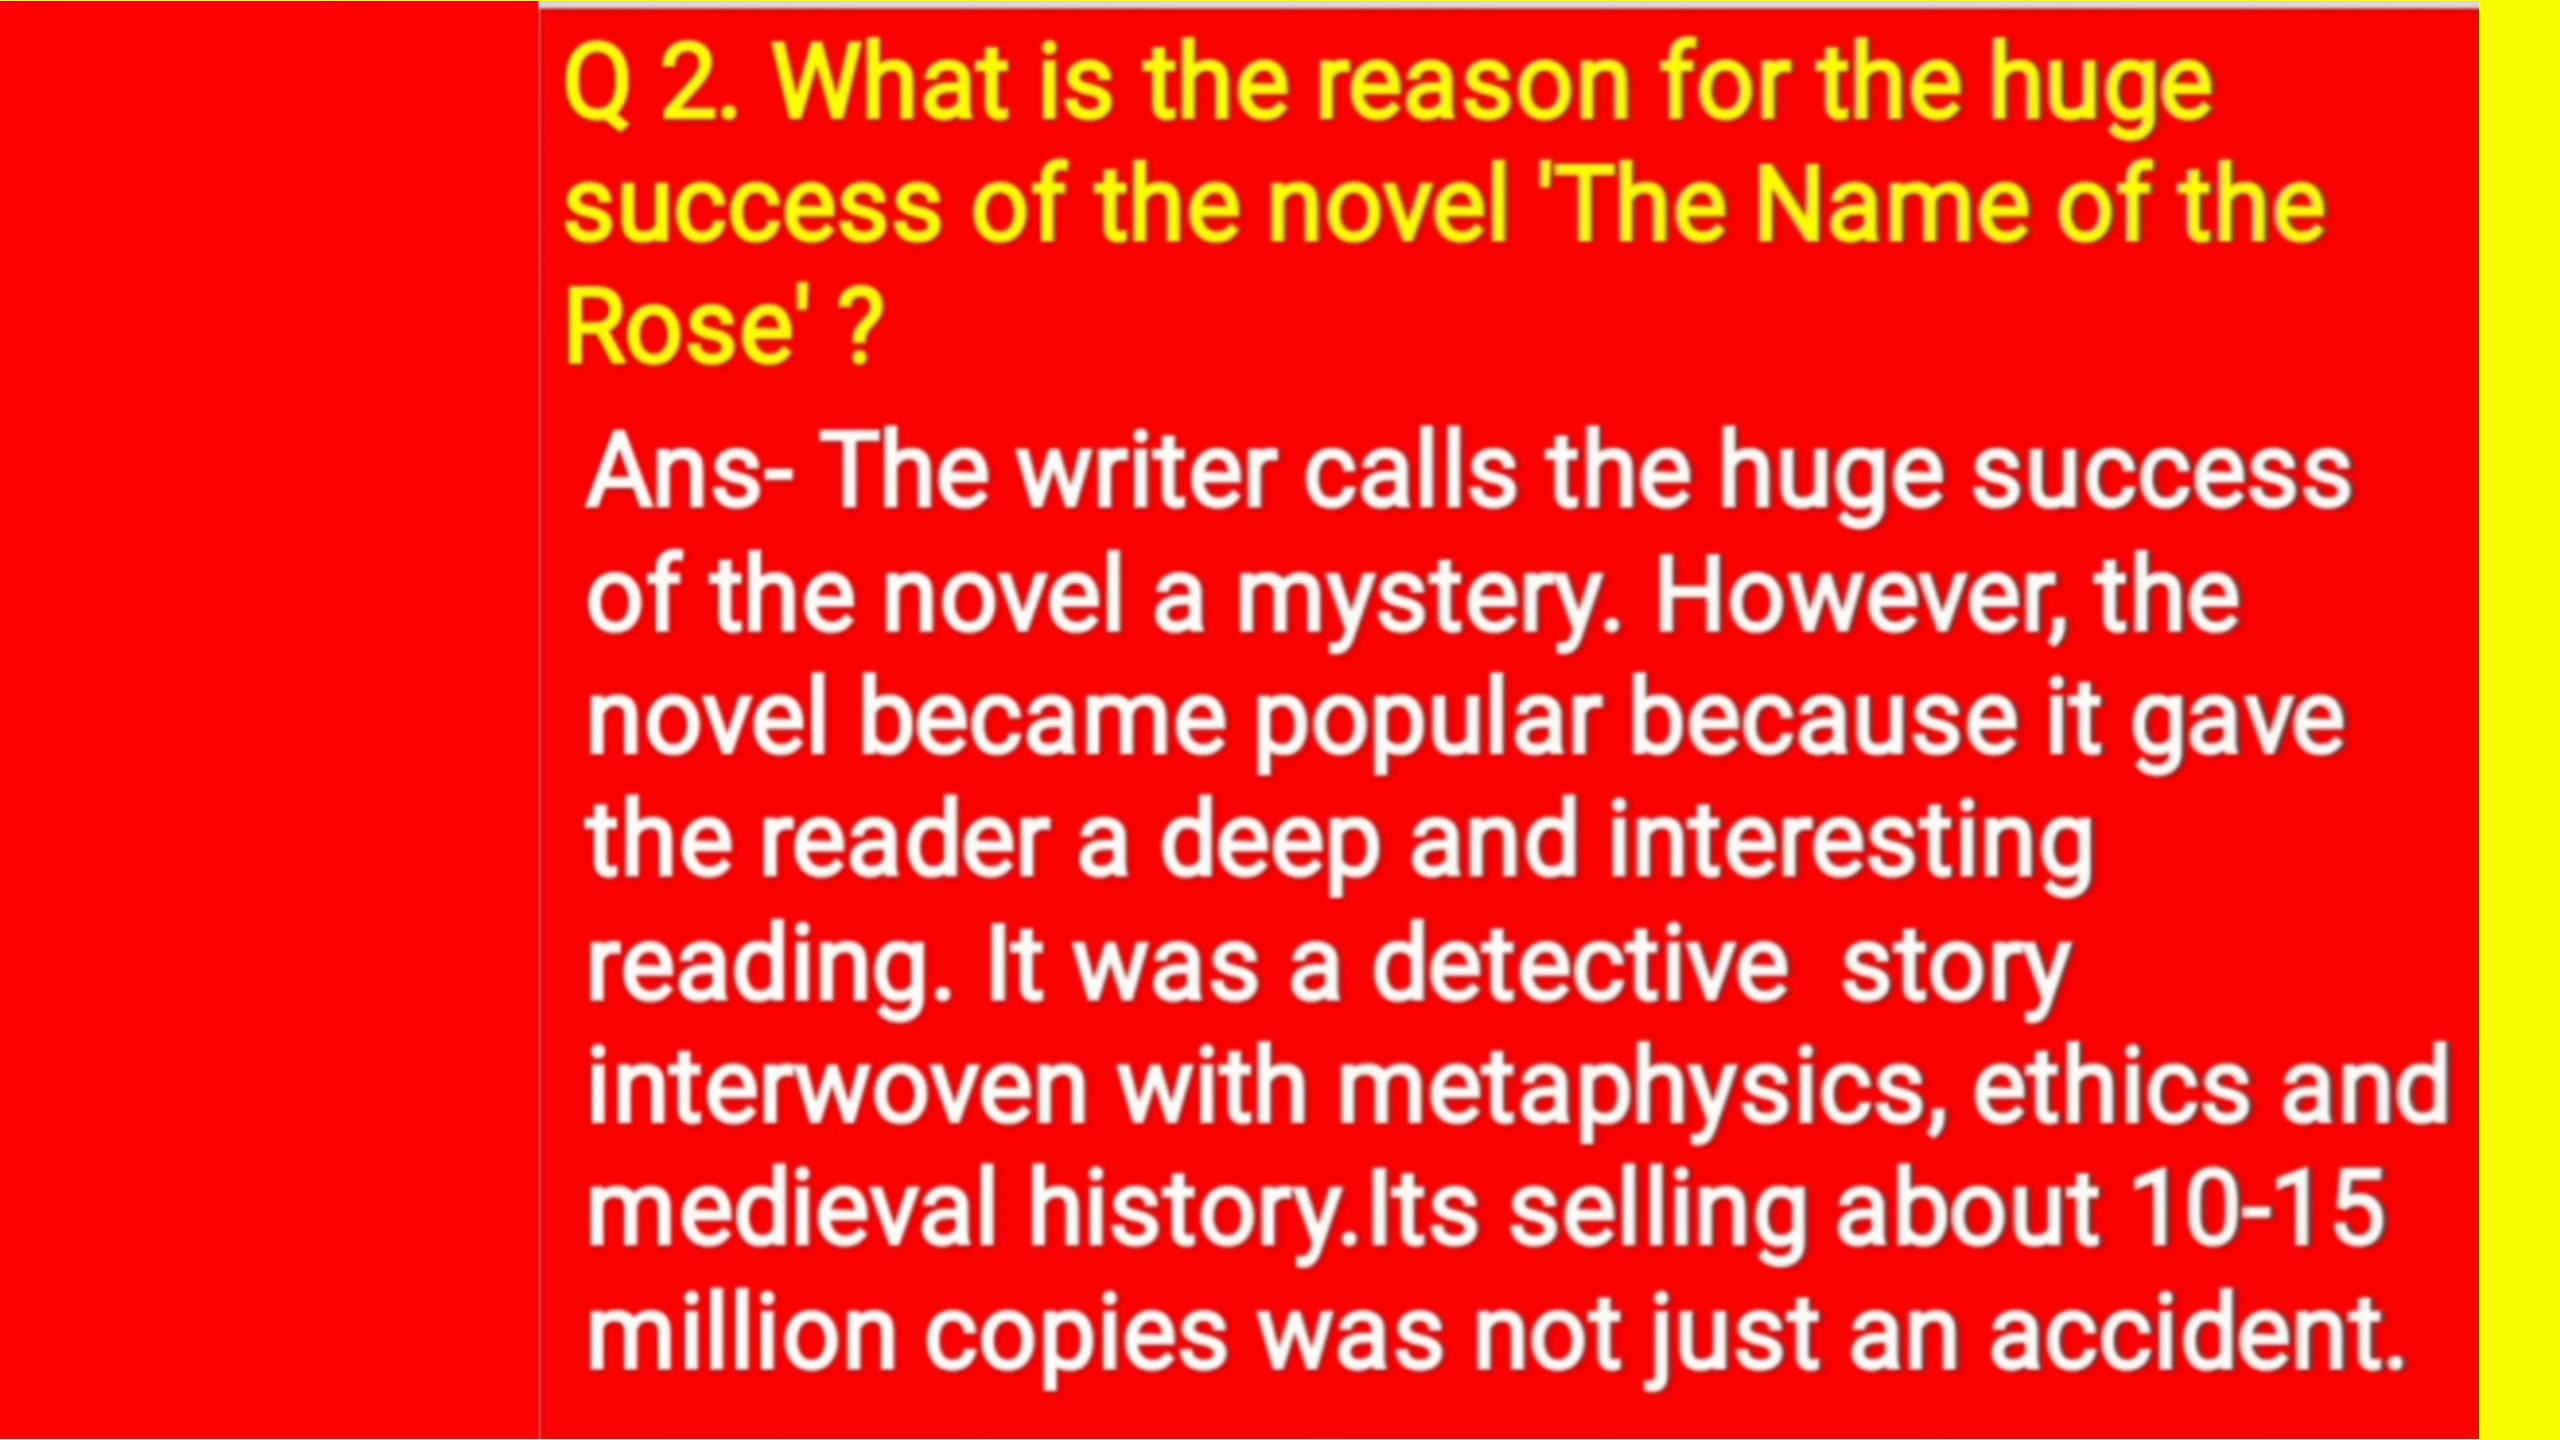 Q 2. What is the reason for the huge
success of the novel 'The Name of the
Rose' ?
Ans- The writer calls the huge success
of the novel a mystery. However, the
novel became popular because it gave
the reader a deep and interesting
reading. It was a detective  story
interwoven with metaphysics, ethics and
medieval history.Its selling about 10-15
million copies was not just an accident.